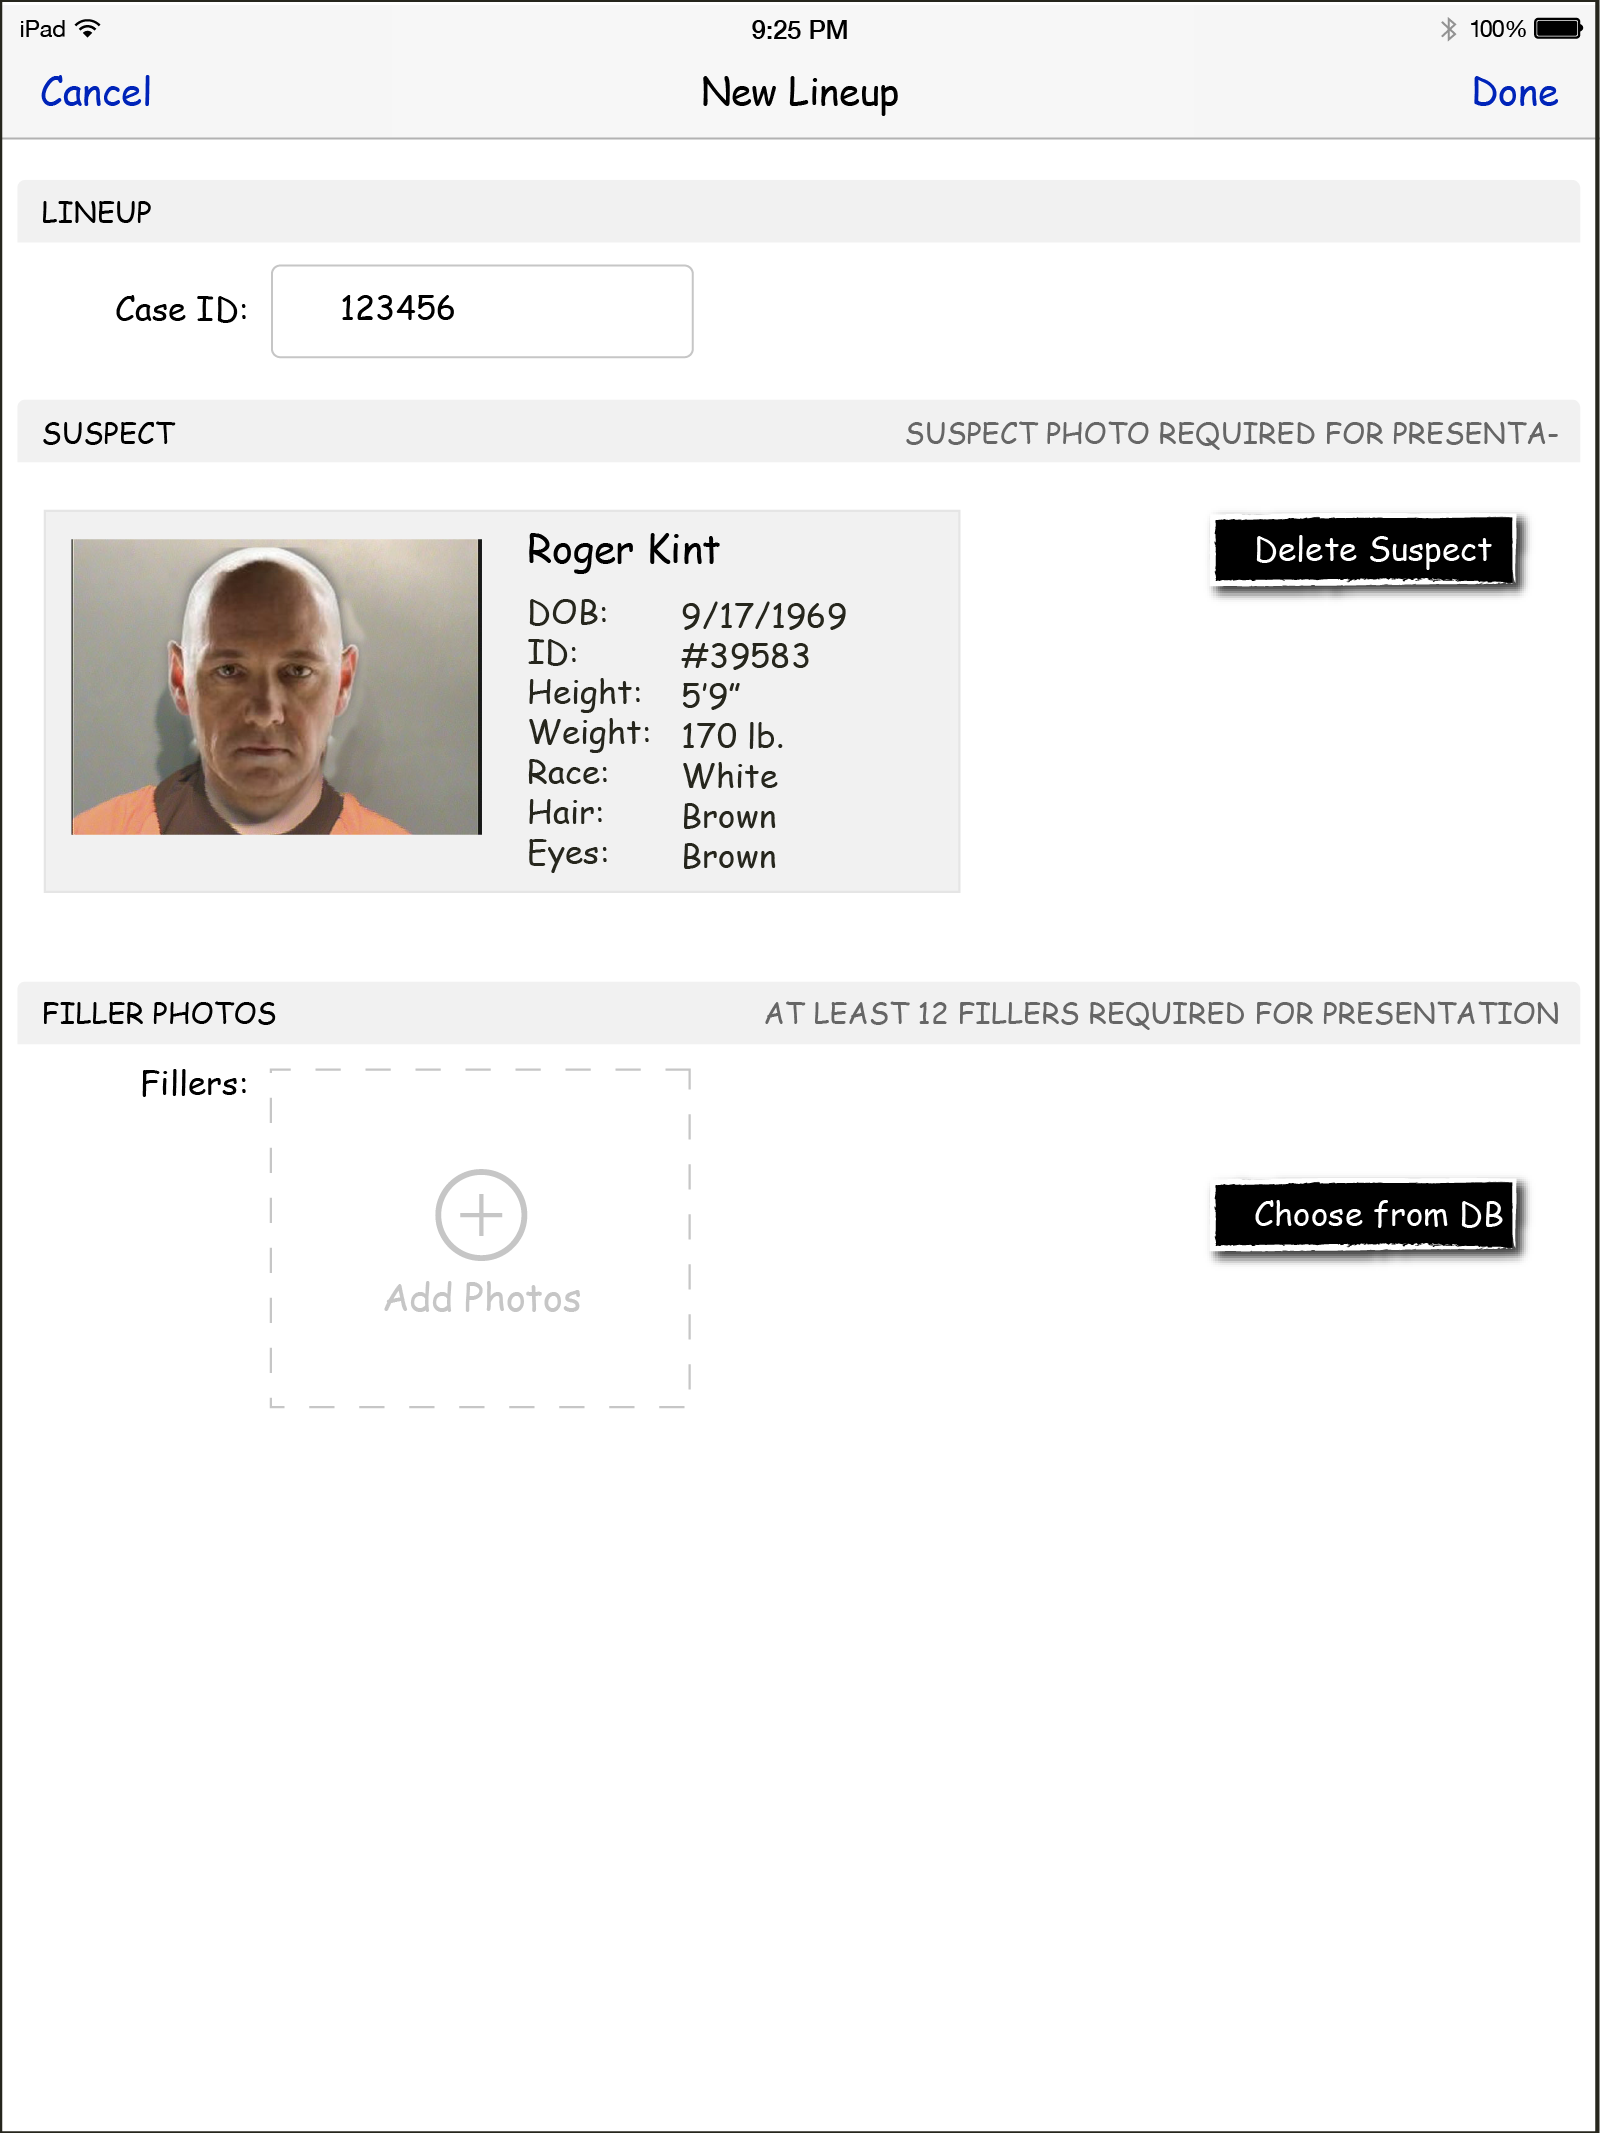 iPad 9:25 PM 100%
Cancel New Lineup Done
LINEUP
Case ID: 123456
SUSPECT SUSPECT PHOTO REQUIRED FOR PRESENTA-
Roger Kint
Delete Suspect
DOB: 9/17/1969
ID: #39583
Height: 5'9”
Weight: 170 lb.
Race: White
Hair: Brown
Eyes: Brown
FILLER PHOTOS AT LEAST 12 FILLERS REQUIRED FOR PRESENTATION
Fillers:
Add Photos
Choose from DB